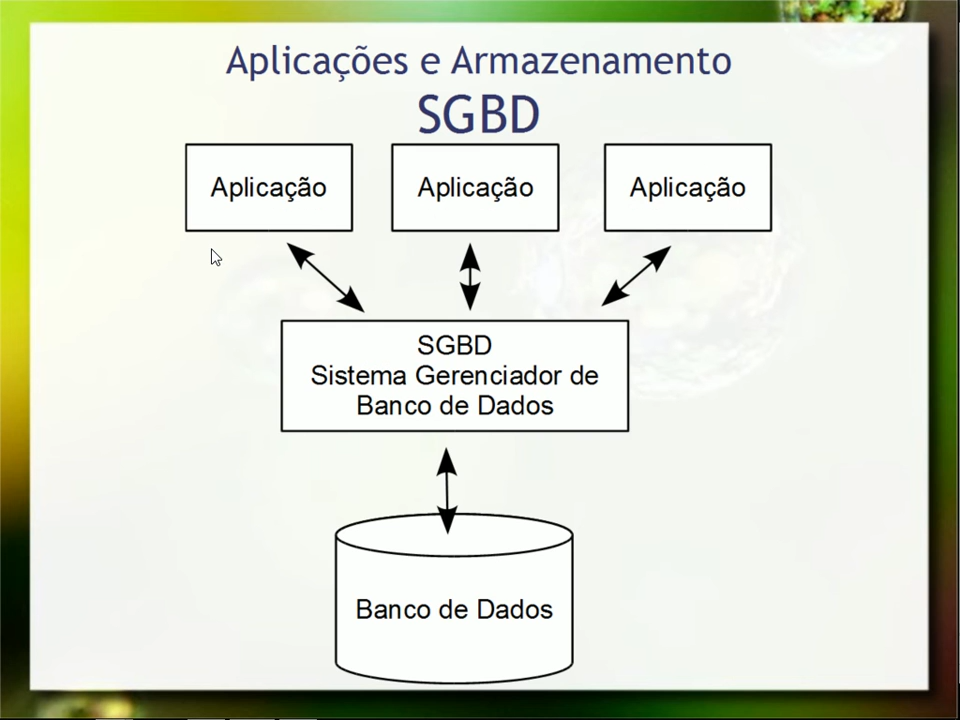 Aplicações e Armazenamento
SGBD
Aplicação
Aplicação
Aplicação
SGBD
Sistema Gerenciador de
Banco de Dados
Banco de Dados